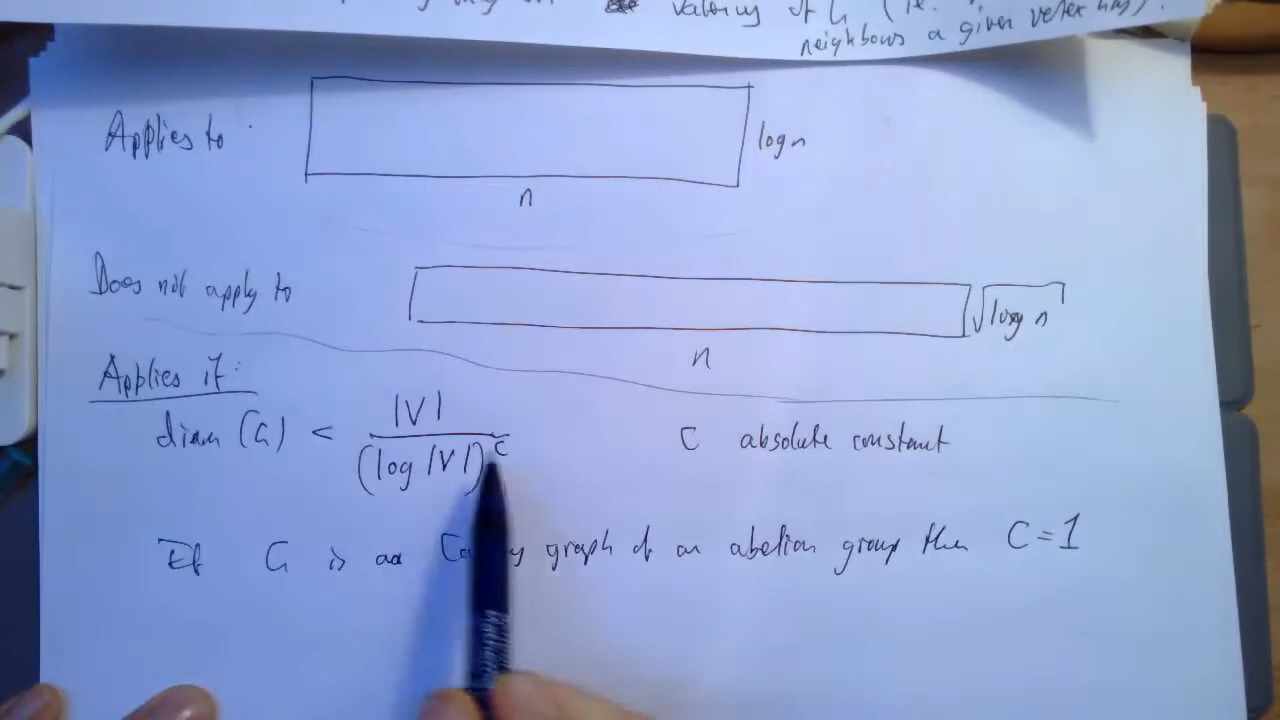 valency of G (i.e.
neighbours a given vertex has).
Applies to
log n
n
Does not apply to
√log n
n
Applies if:
diam (G) < |V| / (log |V|)^C
C absolute constant
If G is a graph of an abelian group then C=1